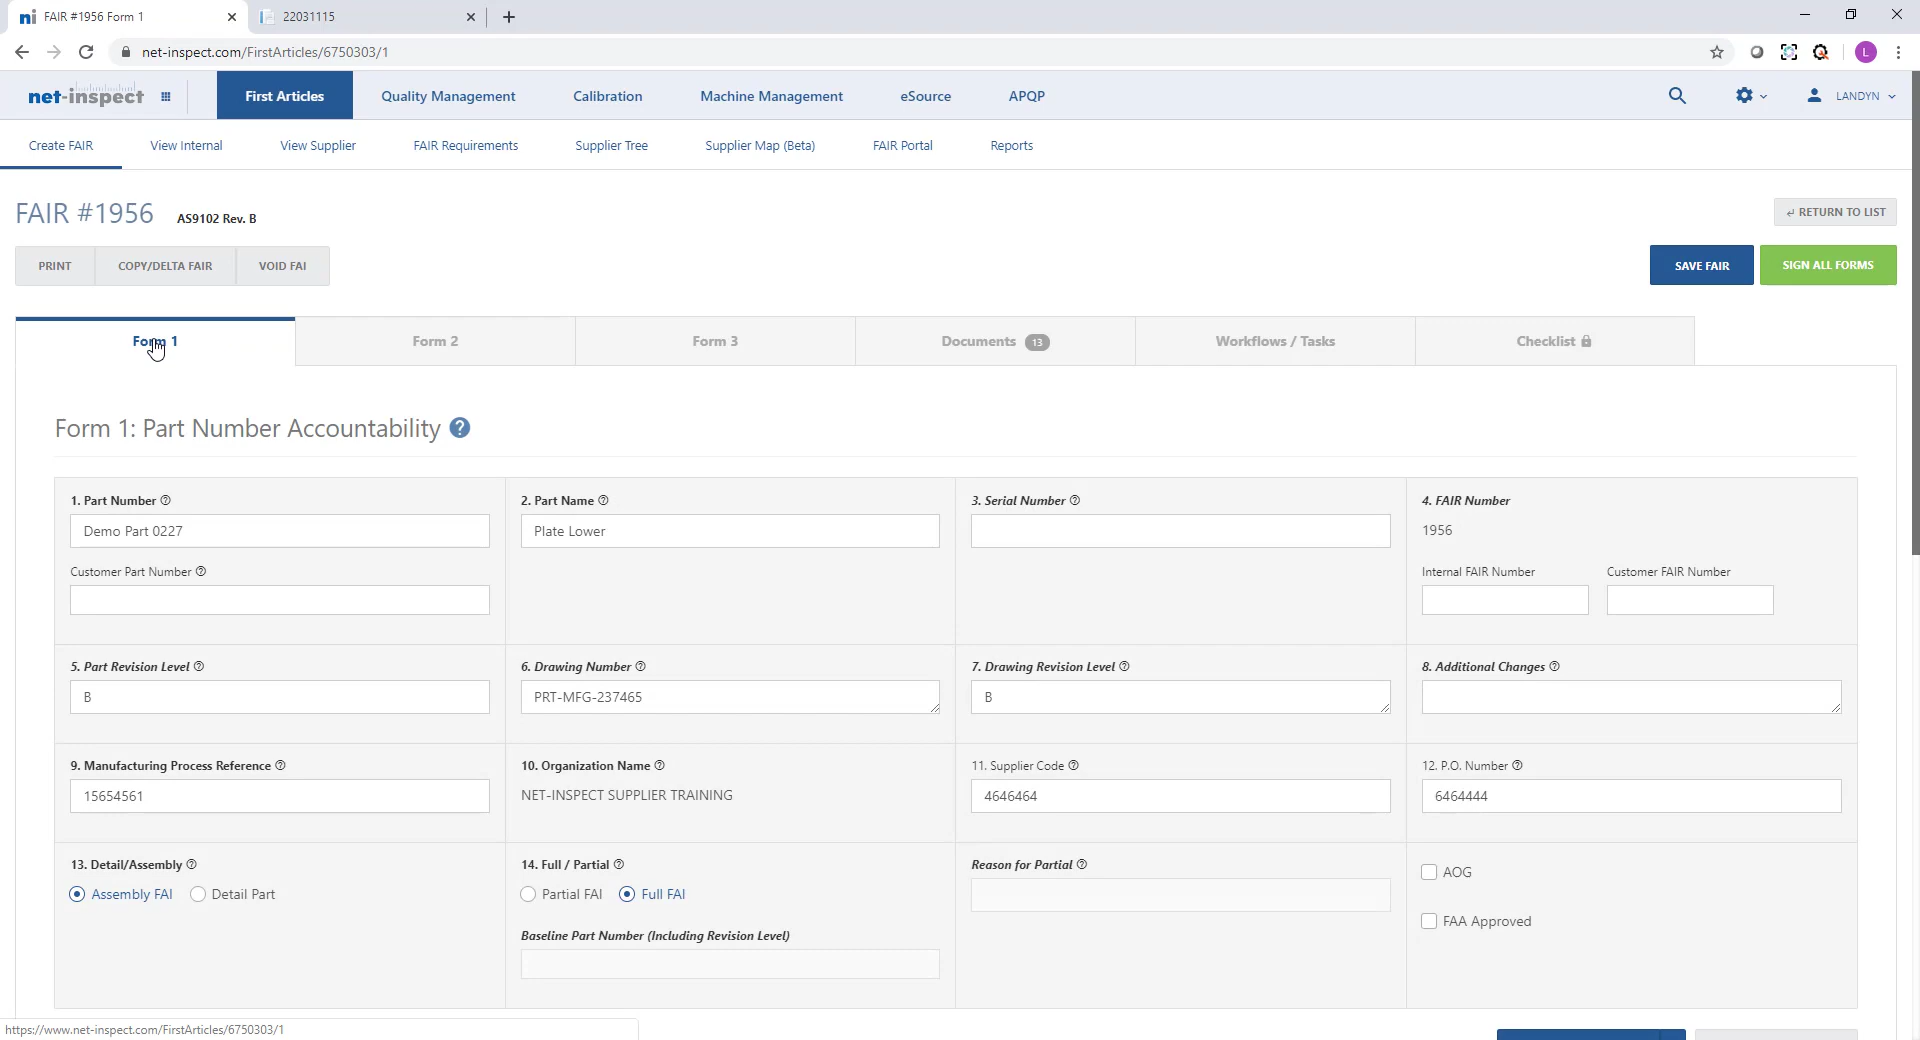 FAIR #1956 Form 1
22031115
net-inspect.com/FirstArticles/6750303/1
L
net-inspect
First Articles
Quality Management
Calibration
Machine Management
eSource
APQP
LANDYN
Create FAIR
View Internal
View Supplier
FAIR Requirements
Supplier Tree
Supplier Map (Beta)
FAIR Portal
Reports
FAIR #1956 AS9102 Rev. B
RETURN TO LIST
PRINT
COPY/DELTA FAIR
VOID FAI
SAVE FAIR
SIGN ALL FORMS
Form 1
Form 2
Form 3
Documents 13
Workflows / Tasks
Checklist
Form 1: Part Number Accountability ?
1. Part Number
Demo Part 0227
Customer Part Number
2. Part Name
Plate Lower
3. Serial Number
4. FAIR Number
1956
Internal FAIR Number
Customer FAIR Number
5. Part Revision Level
B
6. Drawing Number
PRT-MFG-237465
7. Drawing Revision Level
B
8. Additional Changes
9. Manufacturing Process Reference
15654561
10. Organization Name
NET-INSPECT SUPPLIER TRAINING
11. Supplier Code
4646464
12. P.O. Number
6464444
13. Detail/Assembly
Assembly FAI
Detail Part
14. Full / Partial
Partial FAI
Full FAI
Baseline Part Number (Including Revision Level)
Reason for Partial
AOG
FAA Approved
https://www.net-inspect.com/FirstArticles/6750303/1